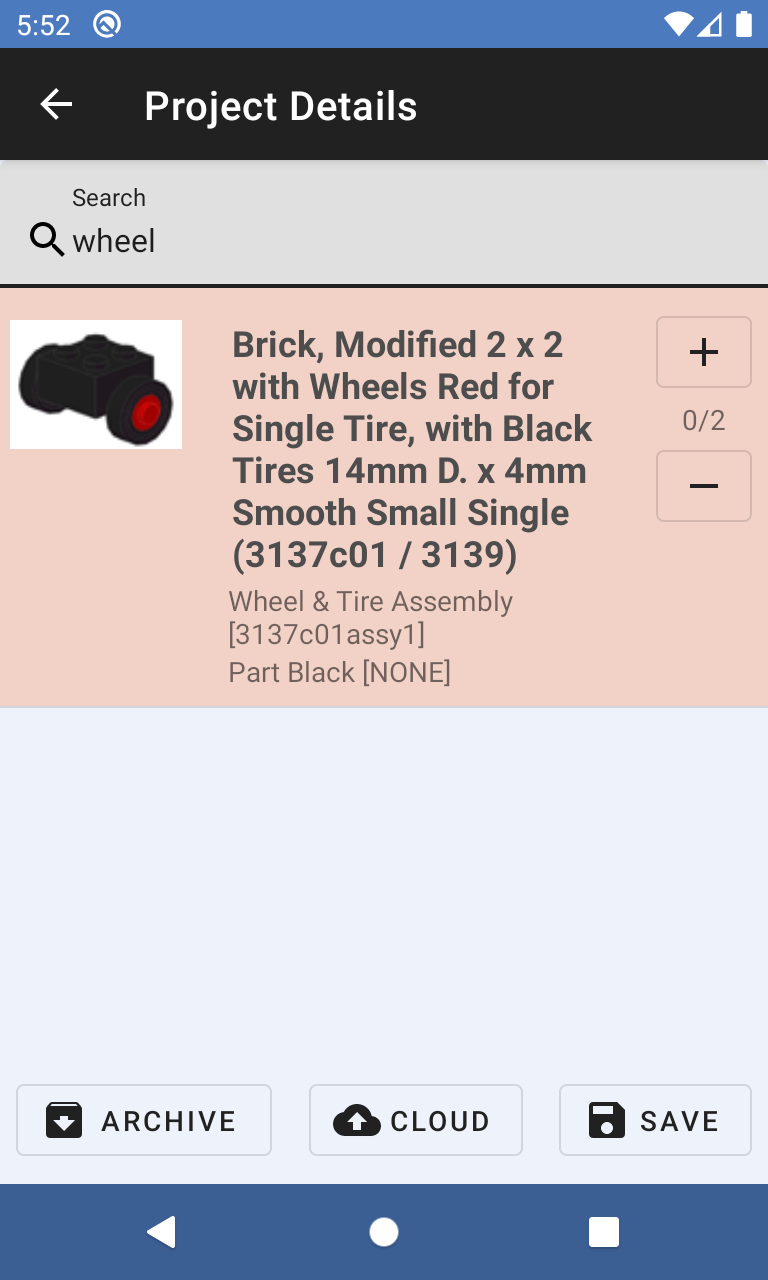 5:52
Project Details
Search
wheel
Brick, Modified 2 x 2
with Wheels Red for
Single Tire, with Black
Tires 14mm D. x 4mm
Smooth Small Single
(3137c01 / 3139)
0/2
Wheel & Tire Assembly
[3137c01assy1]
Part Black [NONE]
ARCHIVE
CLOUD
SAVE